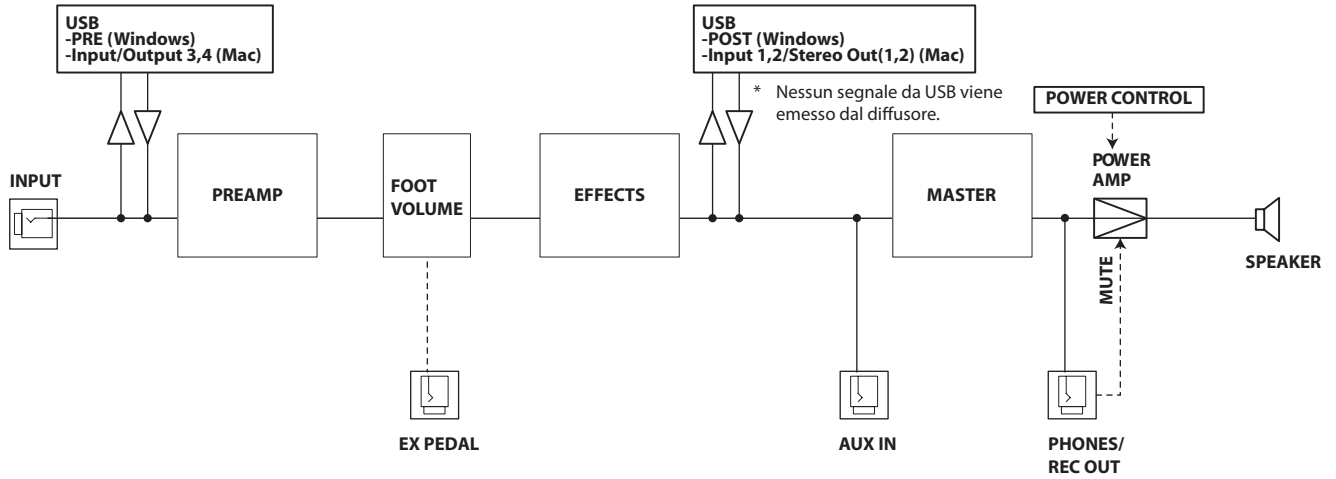 USB
-PRE (Windows)
-Input/Output 3,4 (Mac)
USB
-POST (Windows)
-Input 1,2/Stereo Out(1,2) (Mac)
* Nessun segnale da USB viene
emesso dal diffusore.
POWER CONTROL
INPUT
PREAMP
FOOT
VOLUME
EFFECTS
MASTER
POWER
AMP
SPEAKER
MUTE
EX PEDAL
AUX IN
PHONES/
REC OUT